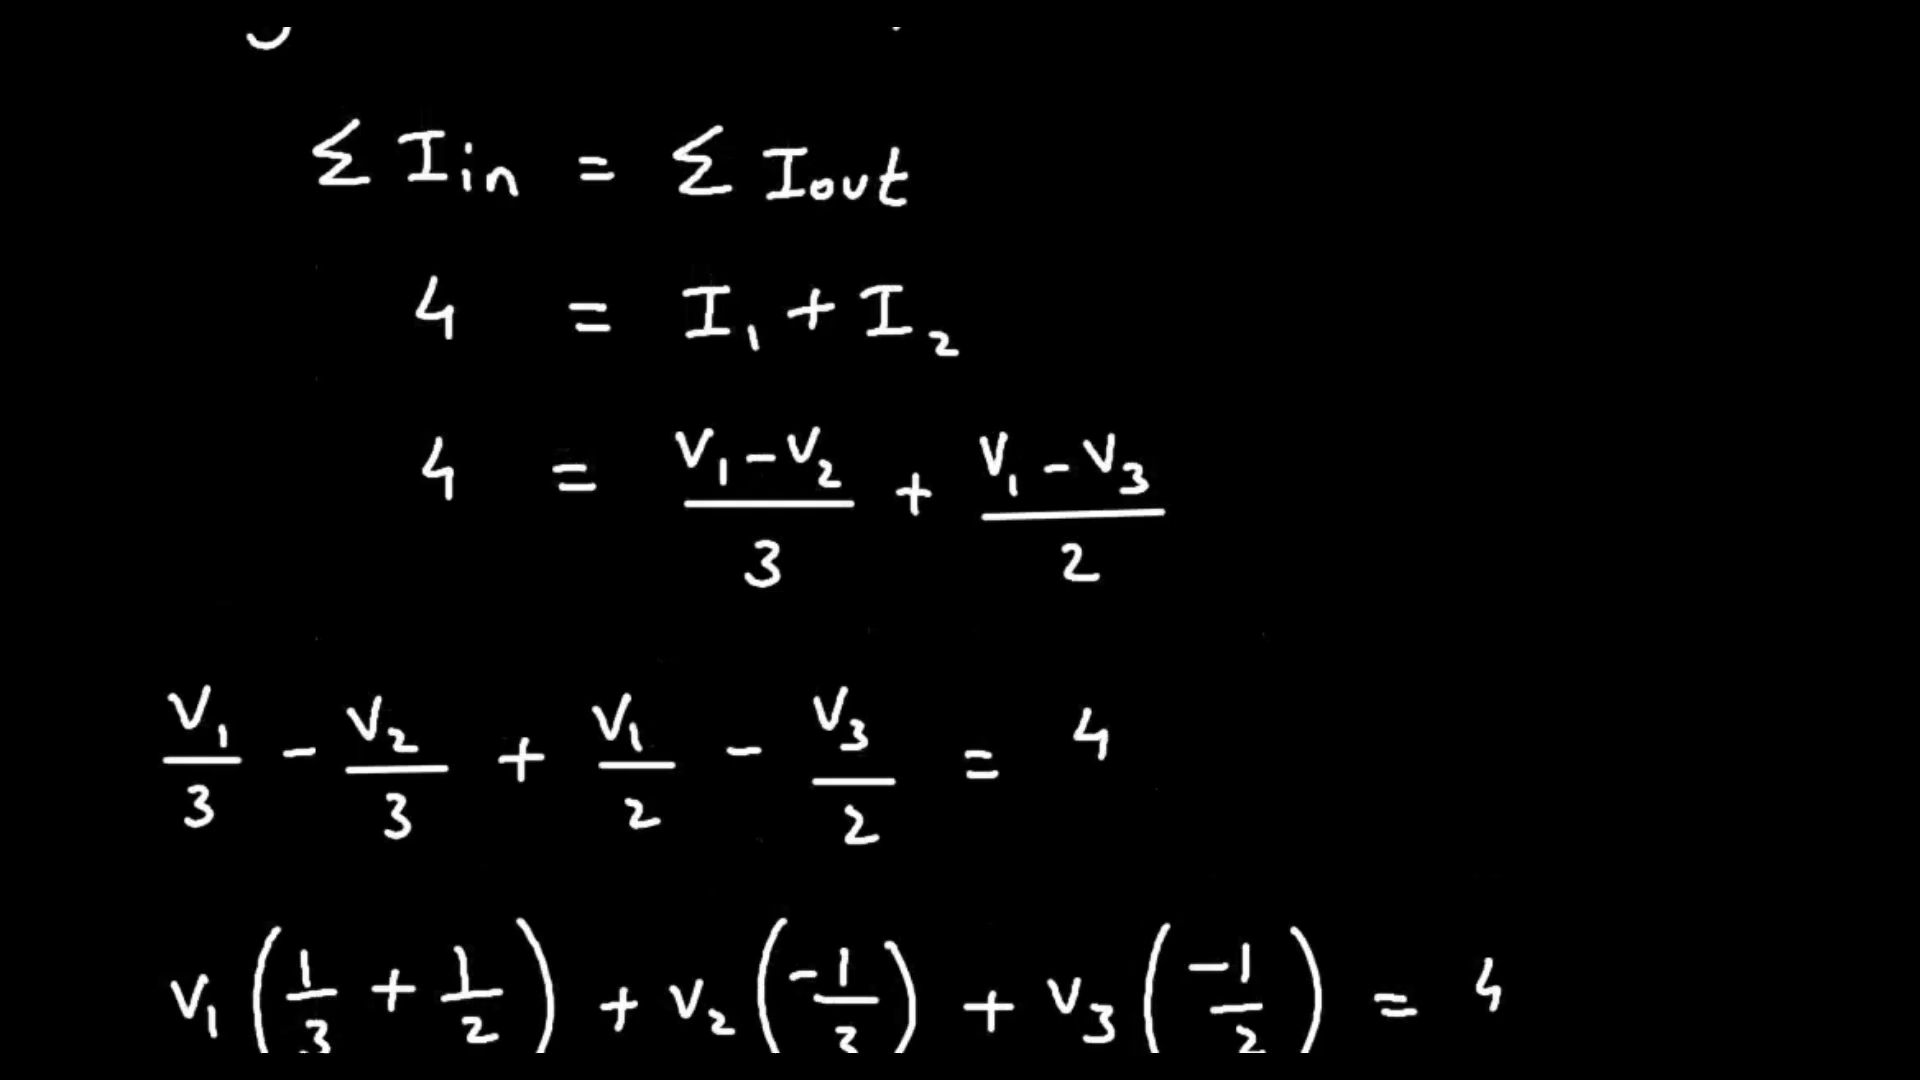 Σ Iin = Σ Iout
4 = I₁ + I₂
4 = (V₁ - V₂)/3 + (V₁ - V₃)/2
V₁/3 - V₂/3 + V₁/2 - V₃/2 = 4
V₁(1/3 + 1/2) + V₂(-1/3) + V₃(-1/2) = 4